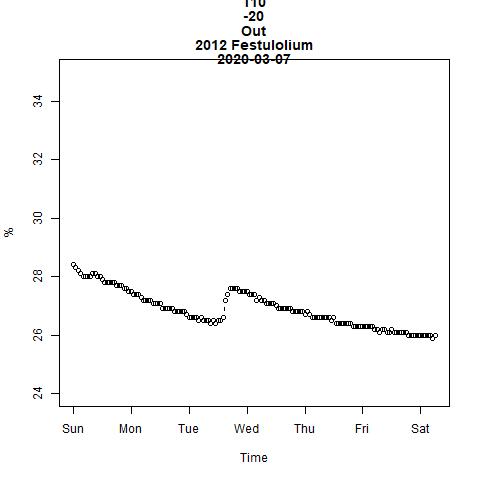 110
-20
Out
2012 Festulolium
2020-03-07
34
32
30
28
26
24
%
Sun Mon Tue Wed Thu Fri Sat
Time